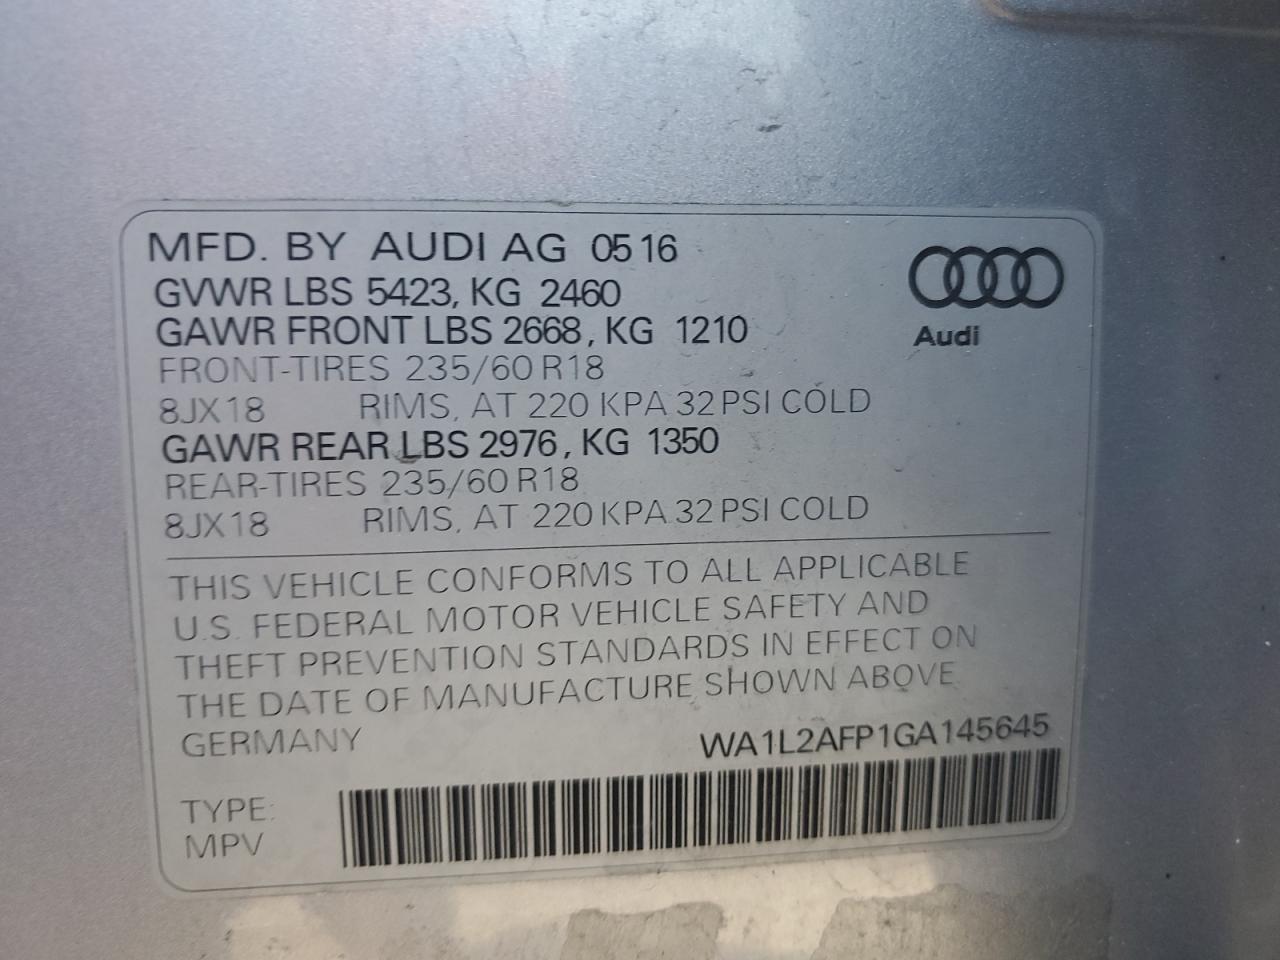 MFD. BY AUDI AG 05 16
GVWR LBS 5423, KG 2460
GAWR FRONT LBS 2668, KG 1210
FRONT-TIRES 235/60 R18
8JX18 RIMS, AT 220 KPA 32 PSI COLD
GAWR REAR LBS 2976, KG 1350
REAR-TIRES 235/60 R18
8JX18 RIMS, AT 220 KPA 32 PSI COLD
Audi
THIS VEHICLE CONFORMS TO ALL APPLICABLE
U.S. FEDERAL MOTOR VEHICLE SAFETY AND
THEFT PREVENTION STANDARDS IN EFFECT ON
THE DATE OF MANUFACTURE SHOWN ABOVE
GERMANY WA1L2AFP1GA145645
TYPE:
MPV